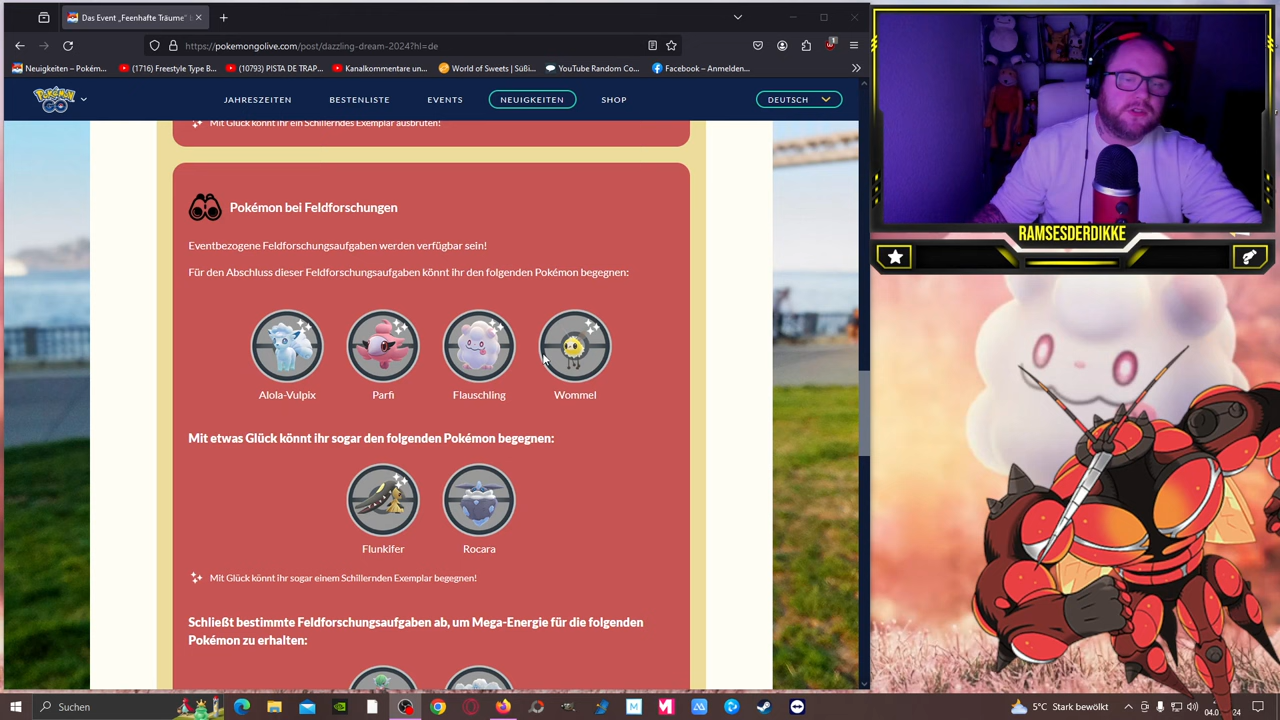 Das Event „Feenhafte Träume"
https://pokemongolive.com/post/dazzling-dream-2024?hl=de
1
Neuigkeiten – Pokém...
(1716) Freestyle Type B...
(10793) PISTA DE TRAP...
Kanalkommentare un...
World of Sweets | Süßi...
YouTube Random Co...
Facebook – Anmelden...
Pokémon GO
JAHRESZEITEN
BESTENLISTE
EVENTS
NEUIGKEITEN
SHOP
DEUTSCH
Mit Glück könnt ihr ein Schillerndes Exemplar ausbrüten!
Pokémon bei Feldforschungen
Eventbezogene Feldforschungsaufgaben werden verfügbar sein!
Für den Abschluss dieser Feldforschungsaufgaben könnt ihr den folgenden Pokémon begegnen:
Alola-Vulpix
Parfi
Flauschling
Wommel
Mit etwas Glück könnt ihr sogar den folgenden Pokémon begegnen:
Flunkifer
Rocara
Mit Glück könnt ihr sogar einem Schillernden Exemplar begegnen!
Schließt bestimmte Feldforschungsaufgaben ab, um Mega-Energie für die folgenden
Pokémon zu erhalten:
RAMSESDERDIKKE
Suchen
5°C Stark bewölkt